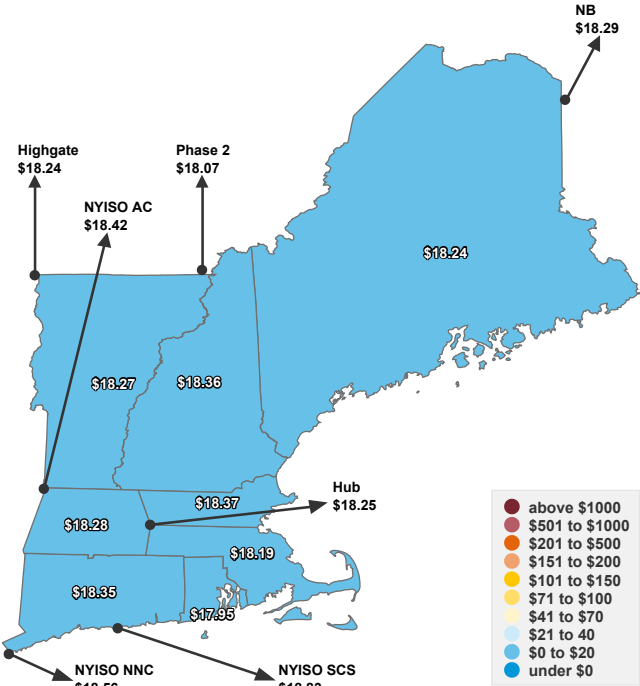 NB
$18.29
Highgate
$18.24
Phase 2
$18.07
NYISO AC
$18.42
$18.24
$18.27
$18.36
Hub
$18.25
$18.37
$18.28
$18.19
$18.35
$17.95
NYISO NNC
NYISO SCS
above $1000
$501 to $1000
$201 to $500
$151 to $200
$101 to $150
$71 to $100
$41 to $70
$21 to 40
$0 to $20
under $0